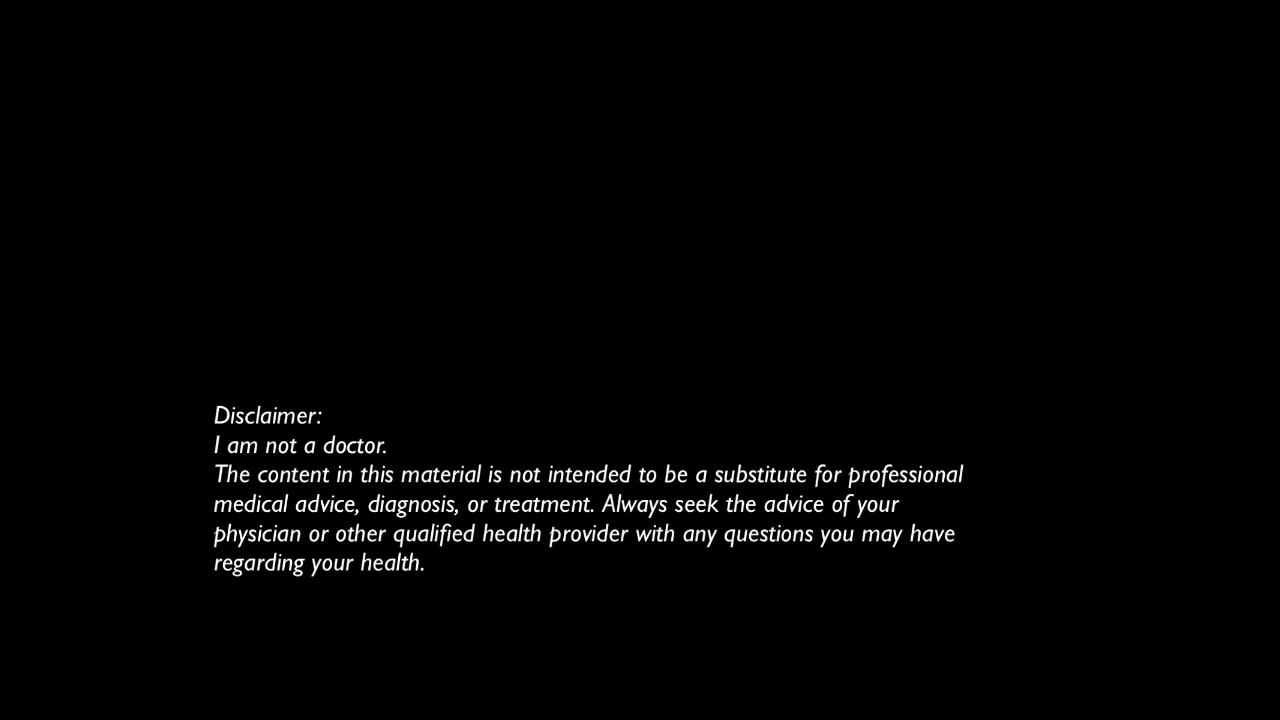 Disclaimer:
I am not a doctor.
The content in this material is not intended to be a substitute for professional
medical advice, diagnosis, or treatment. Always seek the advice of your
physician or other qualified health provider with any questions you may have
regarding your health.